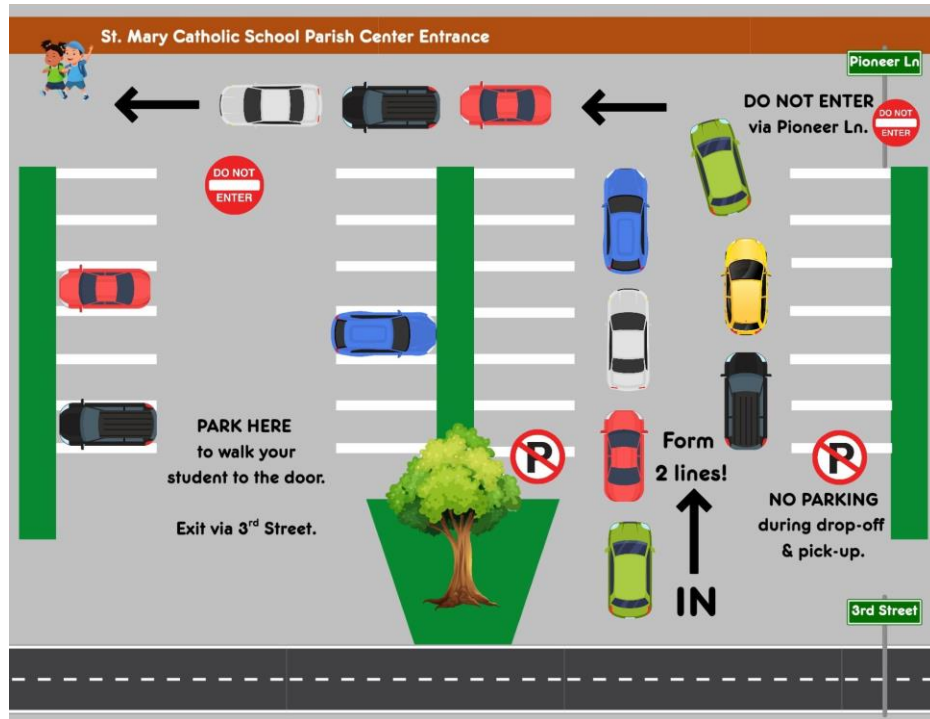 St. Mary Catholic School Parish Center Entrance
Pioneer Ln
DO NOT ENTER
via Pioneer Ln.
DO NOT
ENTER
DO NOT
ENTER
PARK HERE
to walk your
student to the door.
Exit via 3rd Street.
P
Form
2 lines!
IN
P
NO PARKING
during drop-off
& pick-up.
3rd Street